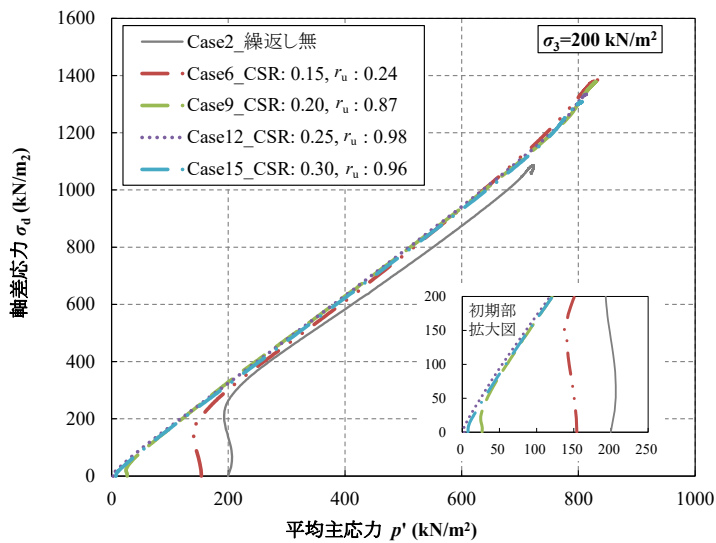 σ3=200 kN/m²
Case2_繰返し無
Case6_CSR: 0.15, ru : 0.24
Case9_CSR: 0.20, ru : 0.87
Case12_CSR: 0.25, ru : 0.98
Case15_CSR: 0.30, ru : 0.96
1600
1400
1200
1000
800
600
400
200
0
軸差応力 σd (kN/m2)
初期部
拡大図
200
150
100
50
0
0 50 100 150 200 250
0 200 400 600 800 1000
平均主応力 p' (kN/m²)